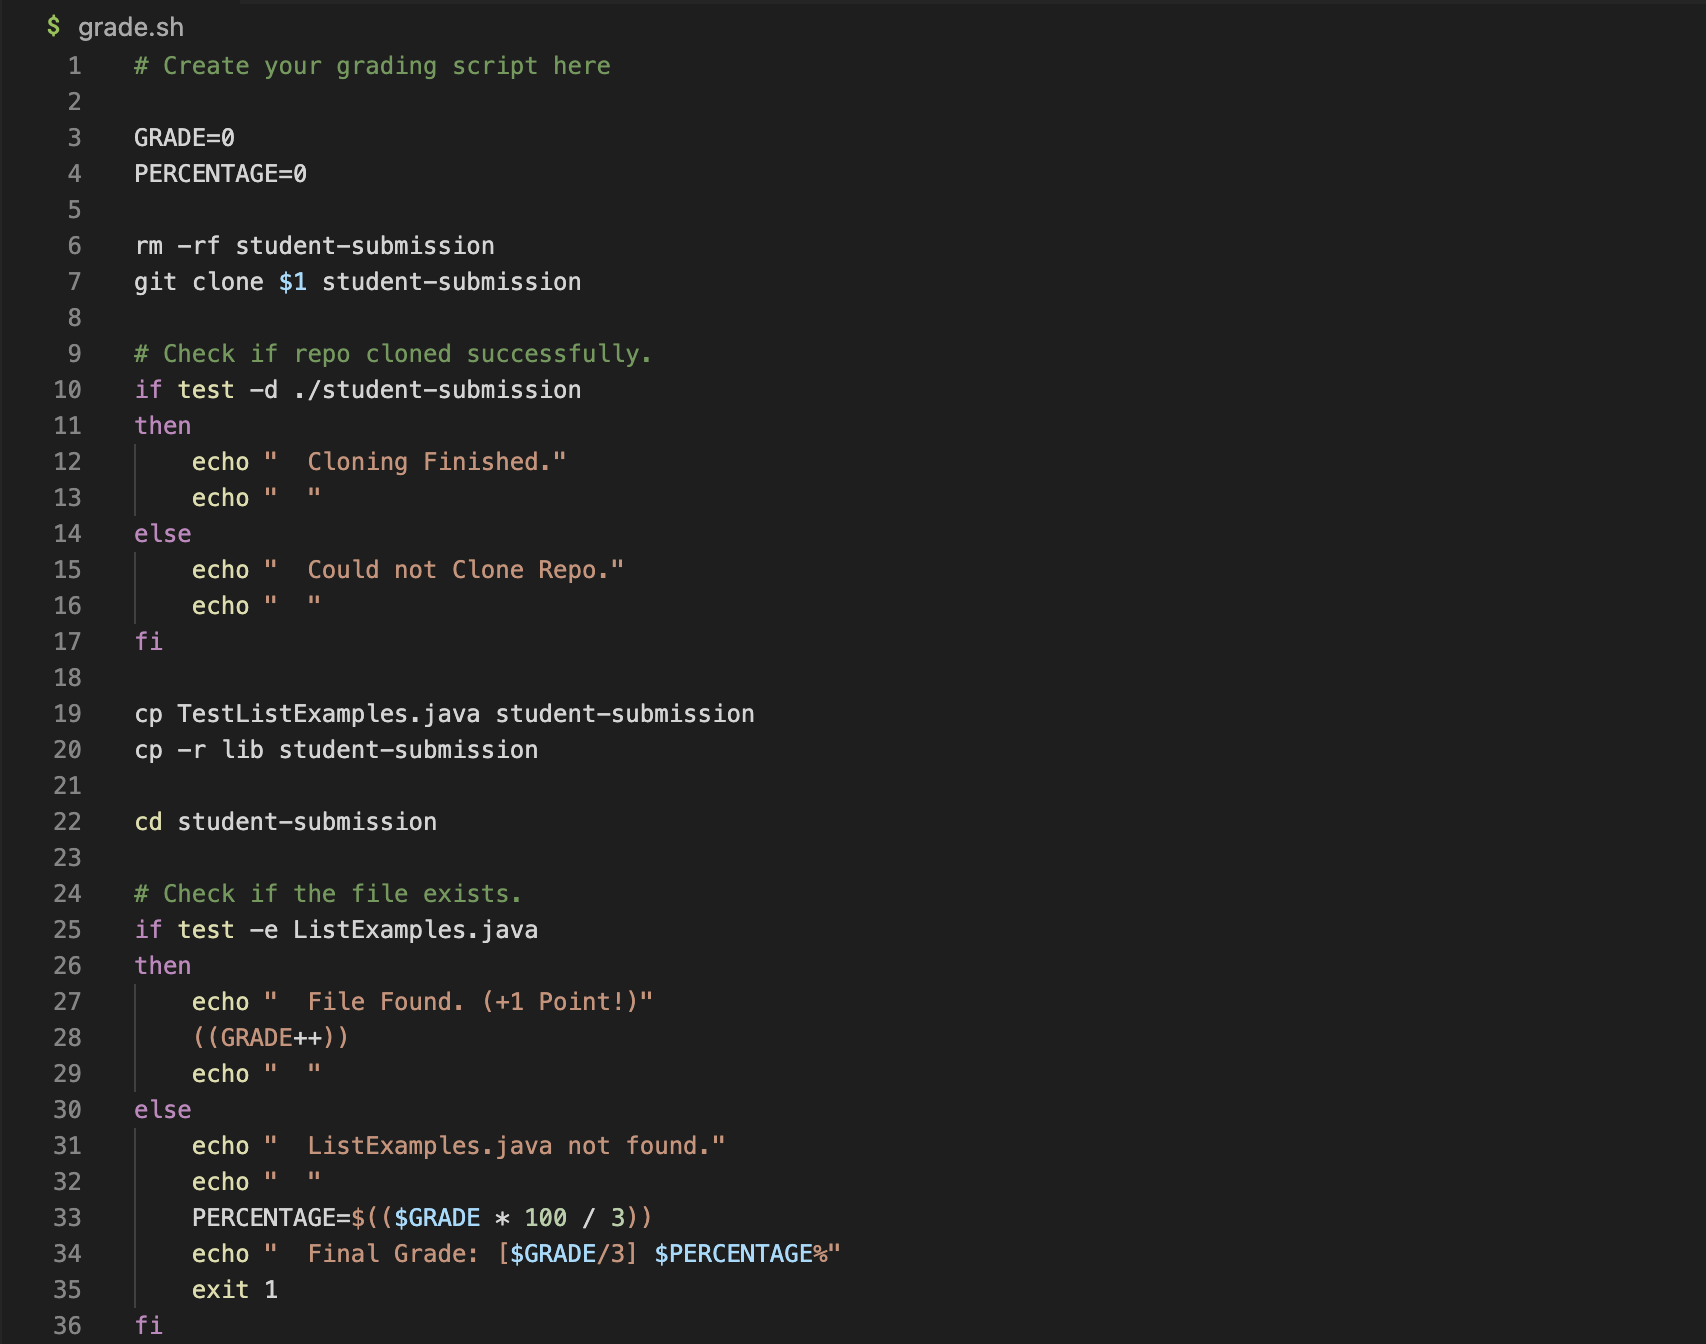 $ grade.sh
1 # Create your grading script here
2
3 GRADE=0
4 PERCENTAGE=0
5
6 rm -rf student-submission
7 git clone $1 student-submission
8
9 # Check if repo cloned successfully.
10 if test -d ./student-submission
11 then
12     echo "  Cloning Finished."
13     echo "  "
14 else
15     echo "  Could not Clone Repo."
16     echo "  "
17 fi
18
19 cp TestListExamples.java student-submission
20 cp -r lib student-submission
21
22 cd student-submission
23
24 # Check if the file exists.
25 if test -e ListExamples.java
26 then
27     echo "  File Found. (+1 Point!)"
28     ((GRADE++))
29     echo "  "
30 else
31     echo "  ListExamples.java not found."
32     echo "  "
33     PERCENTAGE=$(($GRADE * 100 / 3))
34     echo "  Final Grade: [$GRADE/3] $PERCENTAGE%"
35     exit 1
36 fi